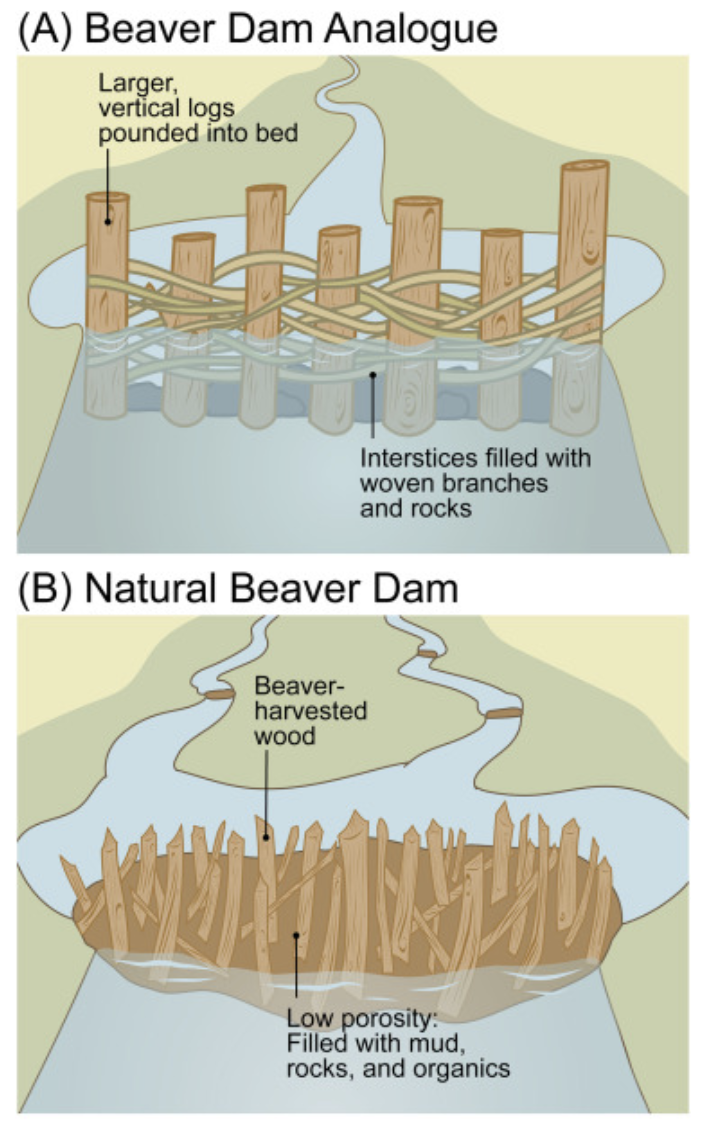 (A) Beaver Dam Analogue
Larger,
vertical logs
pounded into bed
Interstices filled with
woven branches
and rocks
(B) Natural Beaver Dam
Beaver-
harvested
wood
Low porosity:
Filled with mud,
rocks, and organics